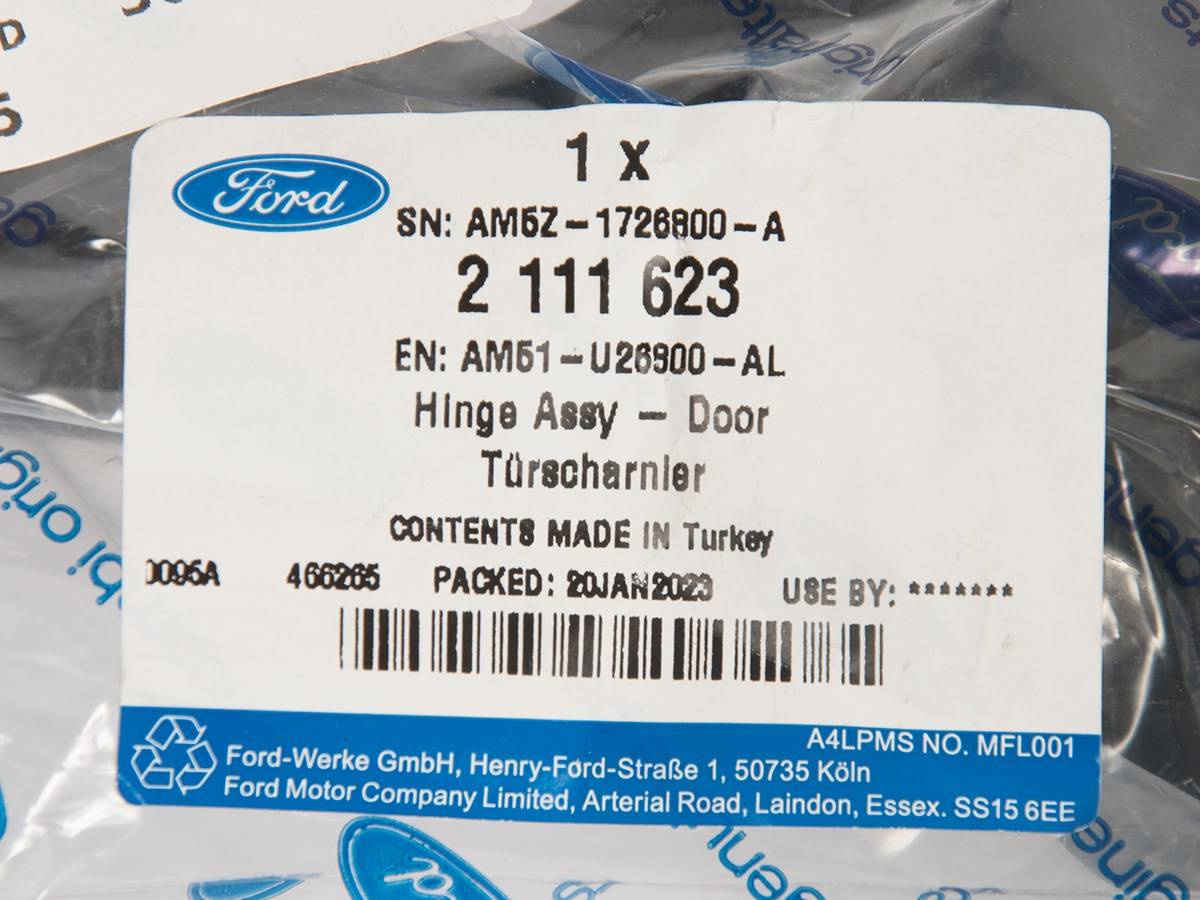 Ford
1 x
SN: AM5Z-1726800-A
2 111 623
EN: AM51-U26800-AL
Hinge Assy - Door
Türscharnier
CONTENTS MADE IN Turkey
0095A 466265 PACKED: 20JAN2023 USE BY: *******
A4LPMS NO. MFL001
Ford-Werke GmbH, Henry-Ford-Straße 1, 50735 Köln
Ford Motor Company Limited, Arterial Road, Laindon, Essex. SS15 6EE